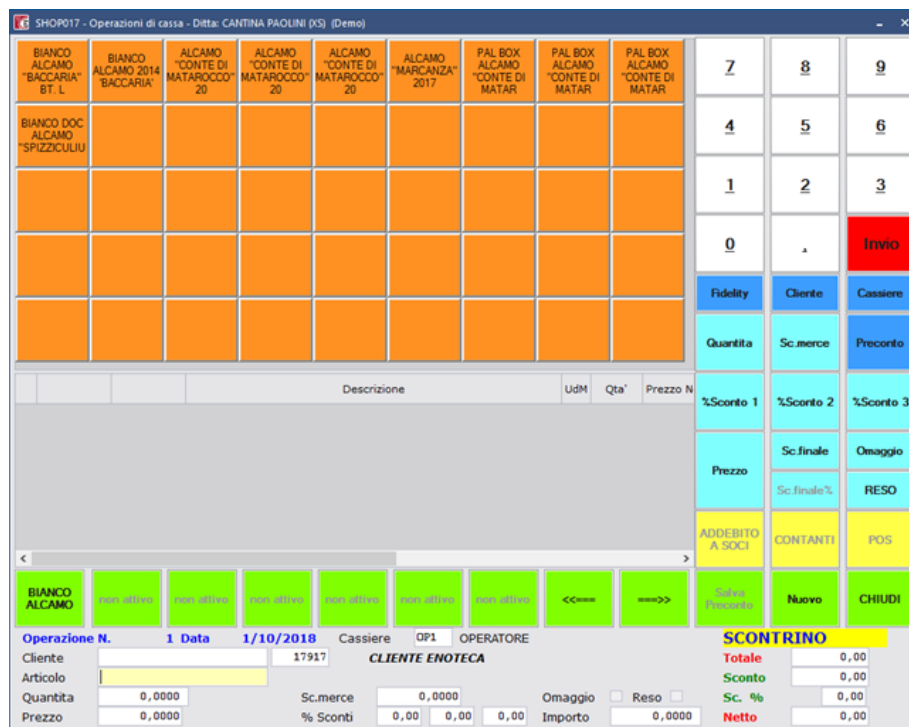 SHOP017 - Operazioni di cassa - Ditta: CANTINA PAOLINI (XS) (Demo)
BIANCO ALCAMO "BACCARIA" BT. L
BIANCO ALCAMO 2014 'BACCARIA'
ALCAMO "CONTE DI MATAROCCO" 20
ALCAMO "CONTE DI MATAROCCO" 20
ALCAMO "CONTE DI MATAROCCO" 20
ALCAMO "MARCANZA" 2017
PAL BOX ALCAMO "CONTE DI MATAR
PAL BOX ALCAMO "CONTE DI MATAR
PAL BOX ALCAMO "CONTE DI MATAR
BIANCO DOC ALCAMO "SPIZZICULIU
7 8 9
4 5 6
1 2 3
0 . Invio
Fidelity Cliente Cassiere
Quantita Sc.merce Preconto
%Sconto 1 %Sconto 2 %Sconto 3
Prezzo Sc.finale Omaggio
Sc.finale% RESO
ADDEBITO A SOCI CONTANTI POS
Descrizione UdM Qta` Prezzo N
BIANCO ALCAMO non attivo non attivo non attivo non attivo non attivo non attivo <<=== ===>> Salva Preconto Nuovo CHIUDI
Operazione N. 1 Data 1/10/2018 Cassiere OP1 OPERATORE SCONTRINO
Cliente 17917 CLIENTE ENOTECA Totale 0,00
Articolo Sconto 0,00
Quantita 0,0000 Sc.merce 0,0000 Omaggio Reso Sc. % 0,00
Prezzo 0,0000 % Sconti 0,00 0,00 0,00 Importo 0,0000 Netto 0,00